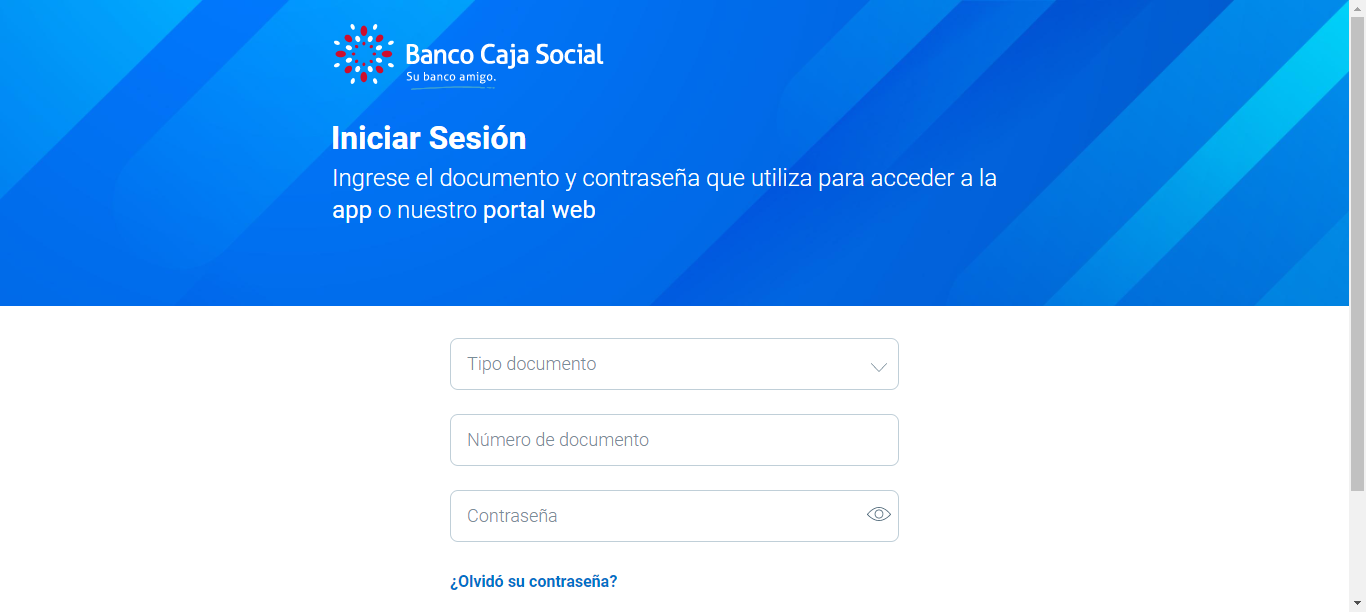 Banco Caja Social
Su banco amigo.
Iniciar Sesión
Ingrese el documento y contraseña que utiliza para acceder a la
app o nuestro portal web
Tipo documento
Número de documento
Contraseña
¿Olvidó su contraseña?